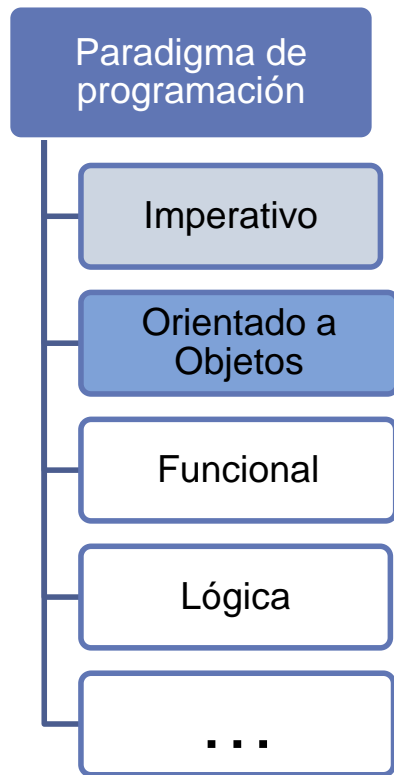 Paradigma de
programación
Imperativo
Orientado a
Objetos
Funcional
Lógica
...